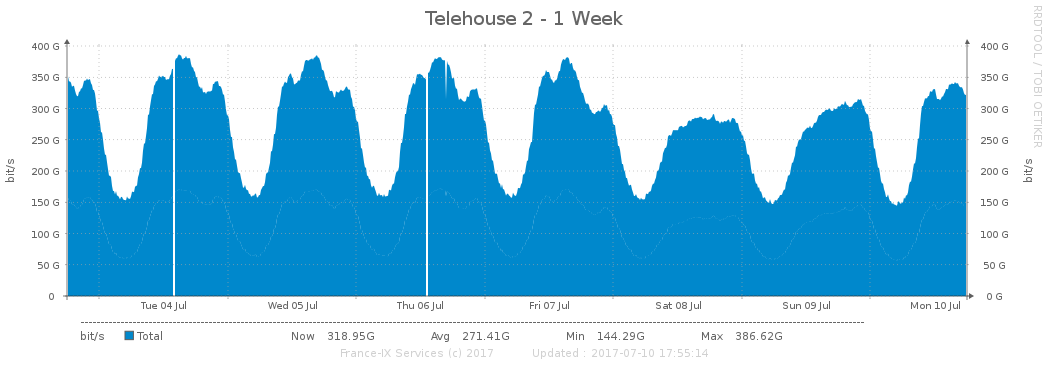 Telehouse 2 - 1 Week
RRDTOOL / TOBI OETIKER
400 G 400 G
350 G 350 G
300 G 300 G
250 G 250 G
200 G 200 G
150 G 150 G
100 G 100 G
50 G 50 G
0 0 G
bit/s
bit/s
Tue 04 Jul Wed 05 Jul Thu 06 Jul Fri 07 Jul Sat 08 Jul Sun 09 Jul Mon 10 Jul
bit/s Total Now 318.95G Avg 271.41G Min 144.29G Max 386.62G
France-IX Services (c) 2017 Updated : 2017-07-10 17:55:14